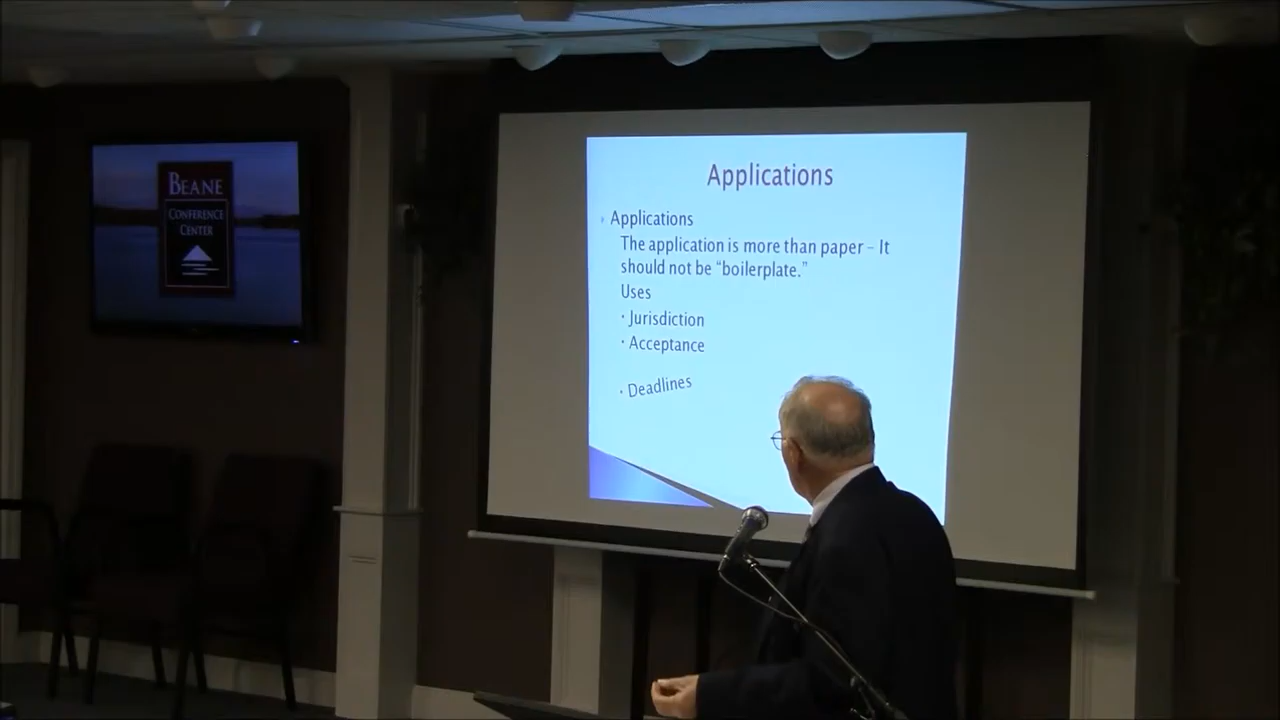 BEANE
CONFERENCE
CENTER
Applications
Applications
The application is more than paper – It
should not be “boilerplate.”
Uses
• Jurisdiction
• Acceptance
• Deadlines